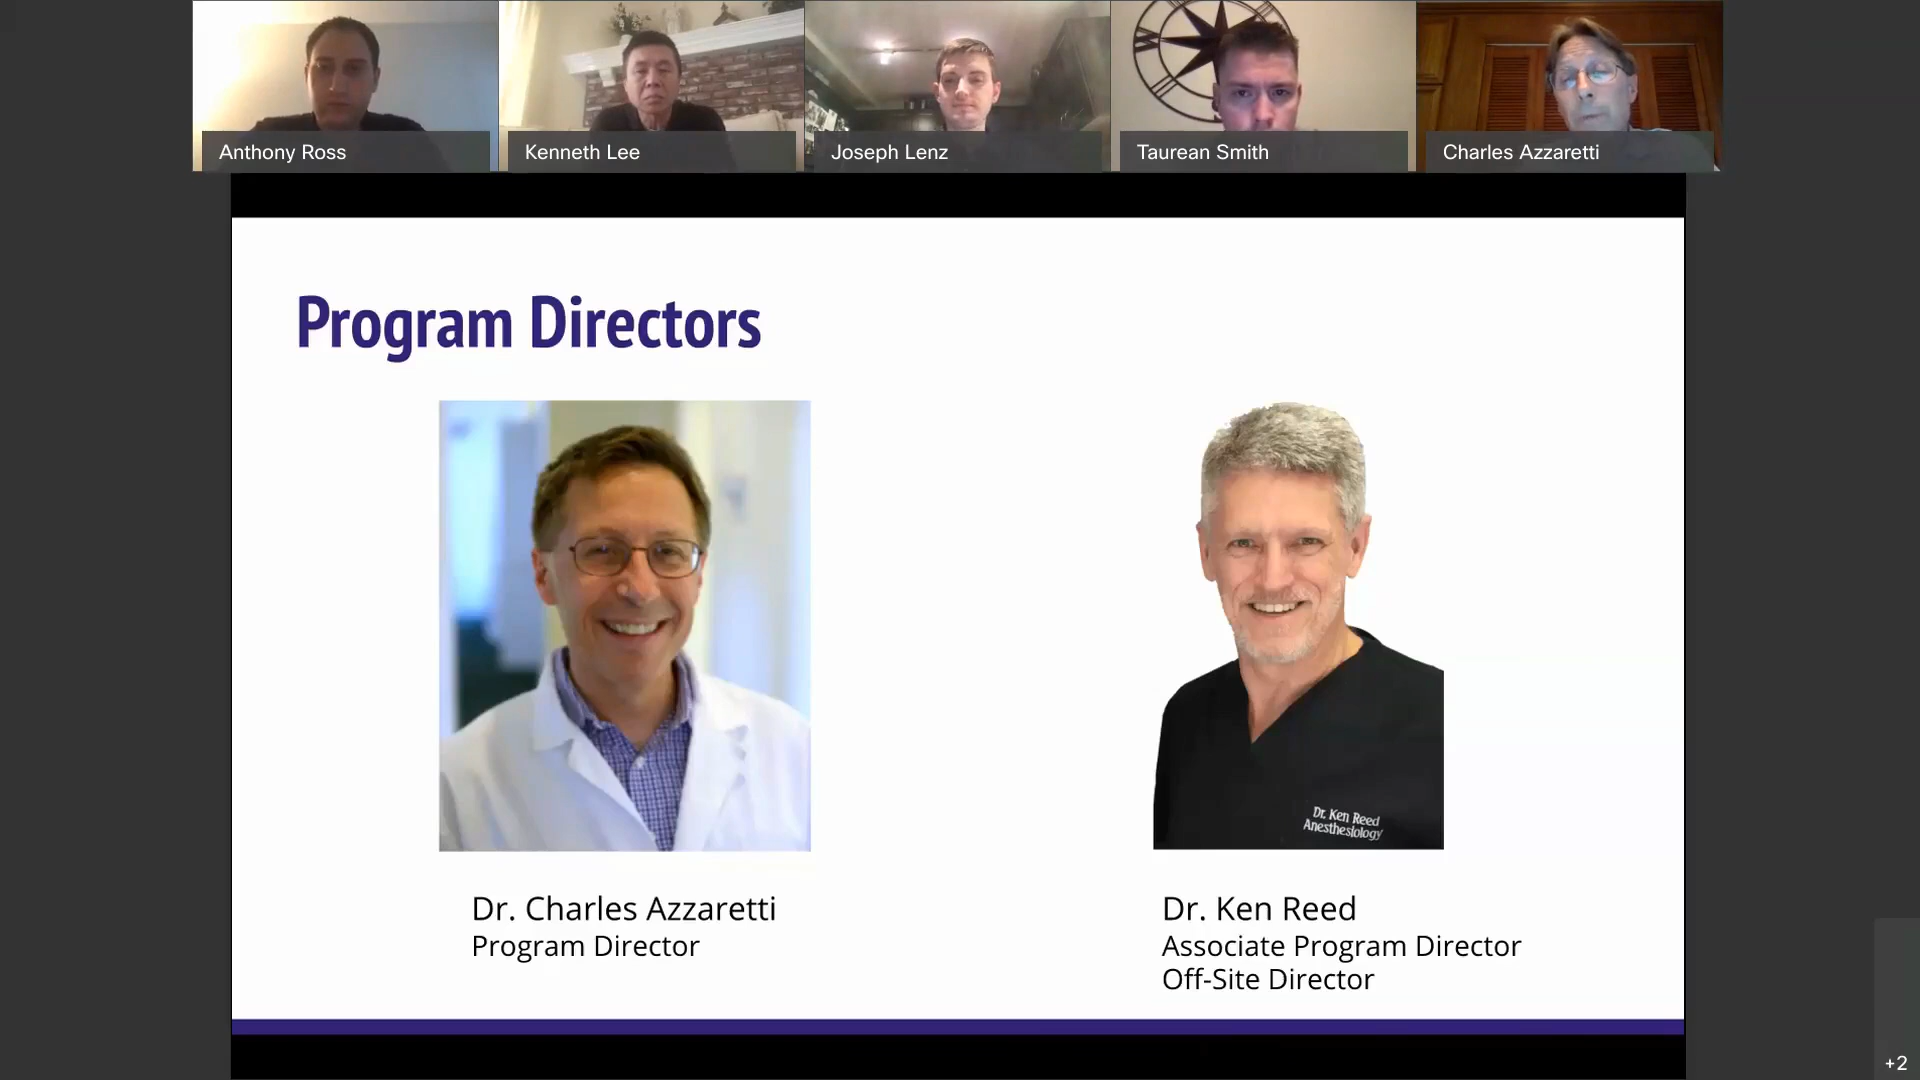 Anthony Ross
Kenneth Lee
Joseph Lenz
Taurean Smith
Charles Azzaretti
W
Program Directors
Dr. Ken Reed
Anesthesiology
Dr. Charles Azzaretti
Program Director
Dr. Ken Reed
Associate Program Director
Off-Site Director
+2